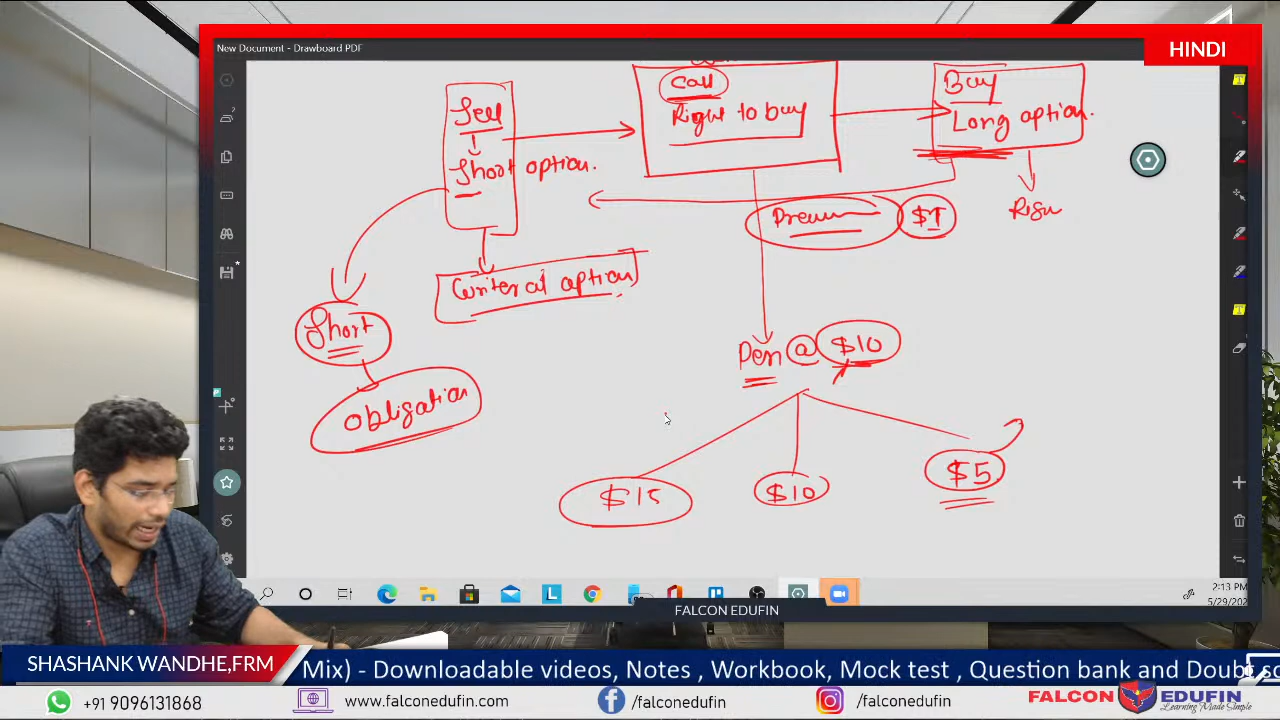 HINDI
New Document - Drawboard PDF
Sell
Short option.
Call
Right to buy
Buy
Long option.
Premium
$1
Writer of option
Short
Obligation
Pen @ $10
$15
$10
$5
2:13 PM
FALCON EDUFIN
SHASHANK WANDHE,FRM
Mix) - Downloadable videos, Notes , Workbook, Mock test , Question bank and Doubt
+91 9096131868
www.falconedufin.com
/falconedufin
/falconedufin
FALCON EDUFIN
Learning Made Simple